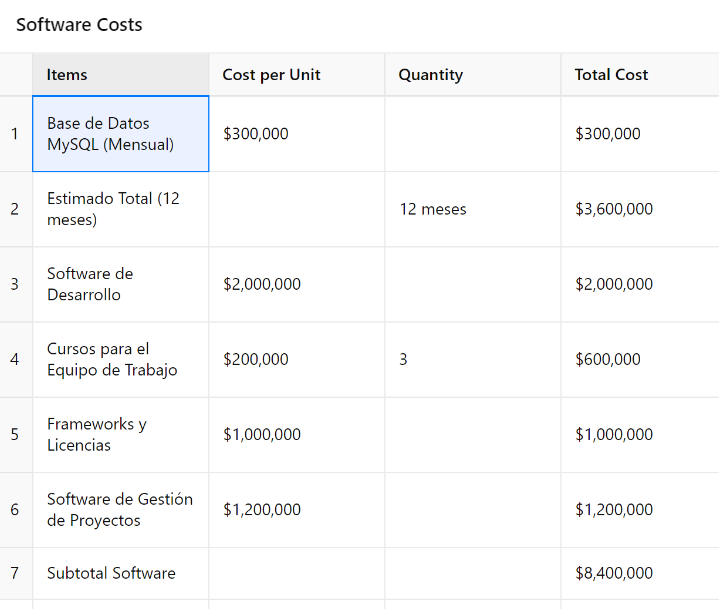 Software Costs
Items Cost per Unit Quantity Total Cost
1 Base de Datos MySQL (Mensual) $300,000 $300,000
2 Estimado Total (12 meses) 12 meses $3,600,000
3 Software de Desarrollo $2,000,000 $2,000,000
4 Cursos para el Equipo de Trabajo $200,000 3 $600,000
5 Frameworks y Licencias $1,000,000 $1,000,000
6 Software de Gestión de Proyectos $1,200,000 $1,200,000
7 Subtotal Software $8,400,000